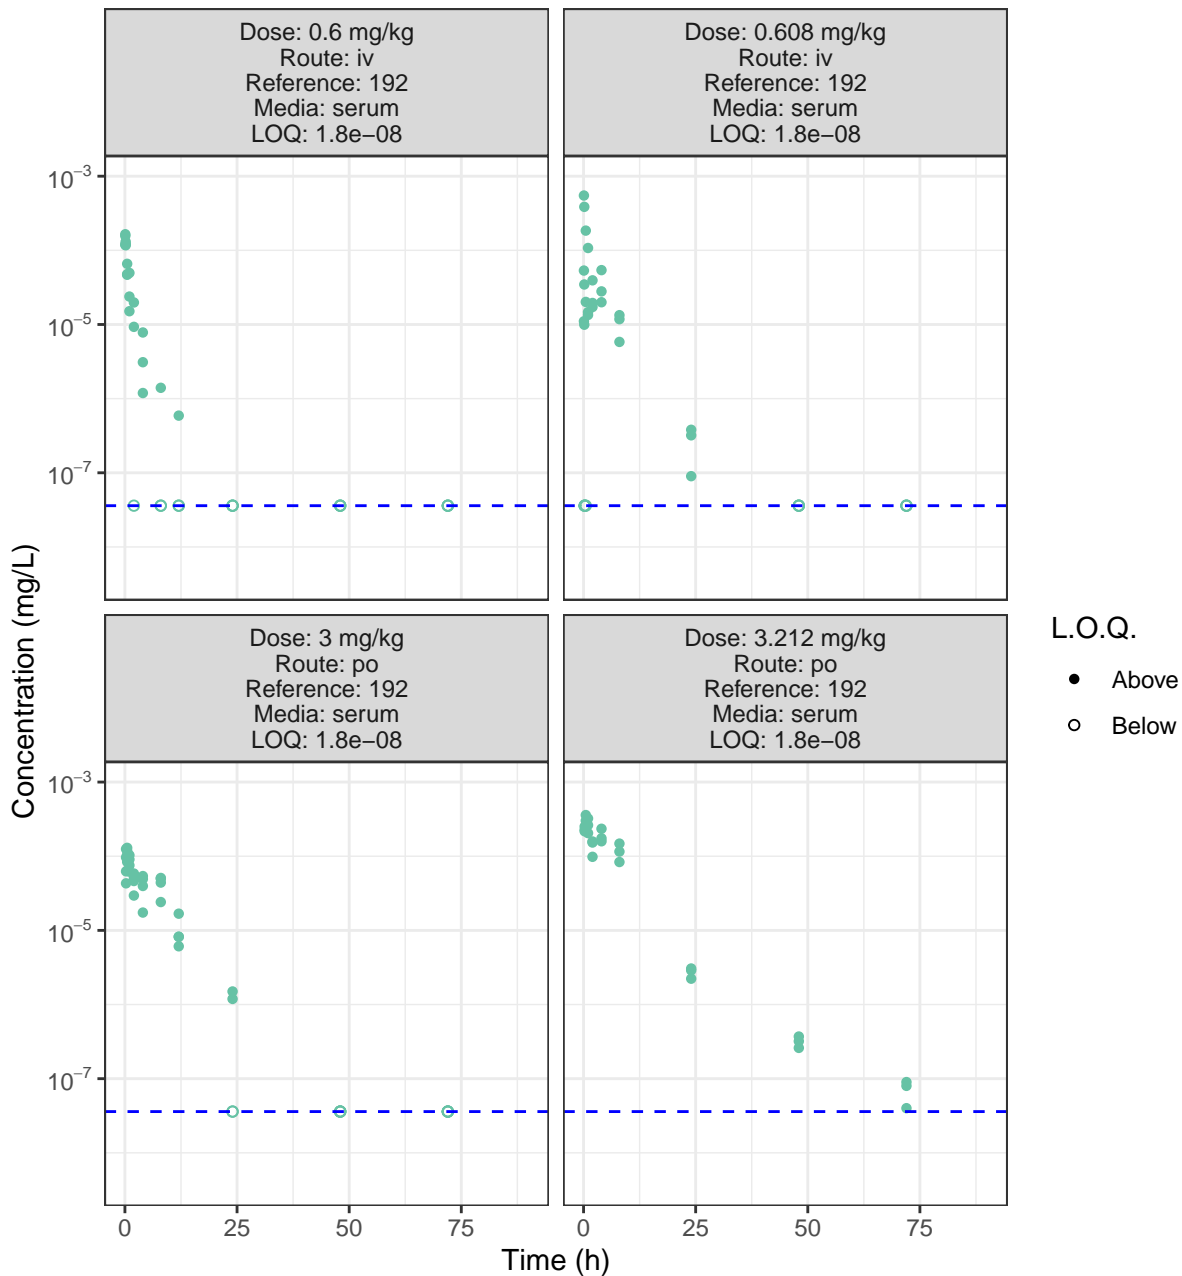 Dose: 0.6 mg/kg
Route: iv
Reference: 192
Media: serum
LOQ: 1.8e−08
Dose: 0.608 mg/kg
Route: iv
Reference: 192
Media: serum
LOQ: 1.8e−08
10−3
10−5
10−7
Dose: 3 mg/kg
Route: po
Reference: 192
Media: serum
LOQ: 1.8e−08
Dose: 3.212 mg/kg
Route: po
Reference: 192
Media: serum
LOQ: 1.8e−08
10−3
10−5
10−7
0 25 50 75
0 25 50 75
Time (h)
Concentration (mg/L)
L.O.Q.
Above
Below